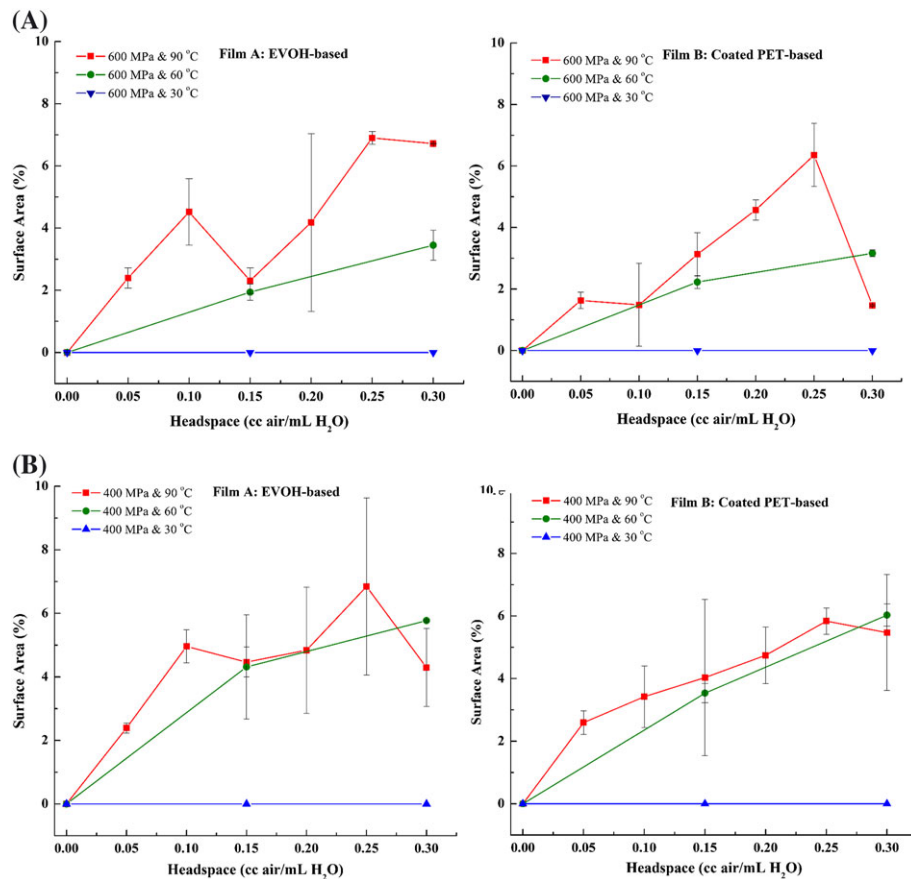 (A)
Film A: EVOH-based
600 MPa & 90 °C
600 MPa & 60 °C
600 MPa & 30 °C
Surface Area (%)
10
8
6
4
2
0
0.00 0.05 0.10 0.15 0.20 0.25 0.30
Headspace (cc air/mL H₂O)
Film B: Coated PET-based
600 MPa & 90 °C
600 MPa & 60 °C
600 MPa & 30 °C
Surface Area (%)
10
8
6
4
2
0
0.00 0.05 0.10 0.15 0.20 0.25 0.30
Headspace (cc air/mL H₂O)
(B)
Film A: EVOH-based
400 MPa & 90 °C
400 MPa & 60 °C
400 MPa & 30 °C
Surface Area (%)
10
8
6
4
2
0
0.00 0.05 0.10 0.15 0.20 0.25 0.30
Headspace (cc air/mL H₂O)
Film B: Coated PET-based
400 MPa & 90 °C
400 MPa & 60 °C
400 MPa & 30 °C
Surface Area (%)
10
8
6
4
2
0
0.00 0.05 0.10 0.15 0.20 0.25 0.30
Headspace (cc air/mL H₂O)